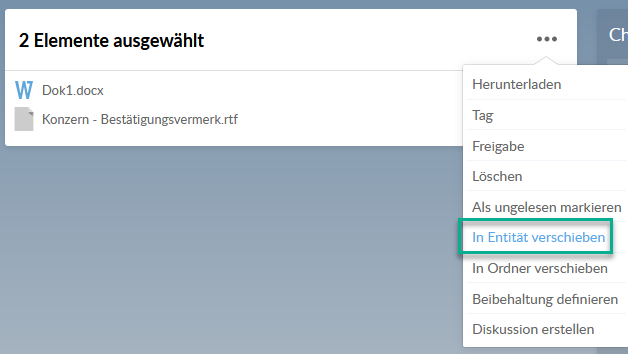 2 Elemente ausgewählt
Ch
W Dok1.docx
Konzern - Bestätigungsvermerk.rtf
Herunterladen
Tag
Freigabe
Löschen
Als ungelesen markieren
In Entität verschieben
In Ordner verschieben
Beibehaltung definieren
Diskussion erstellen